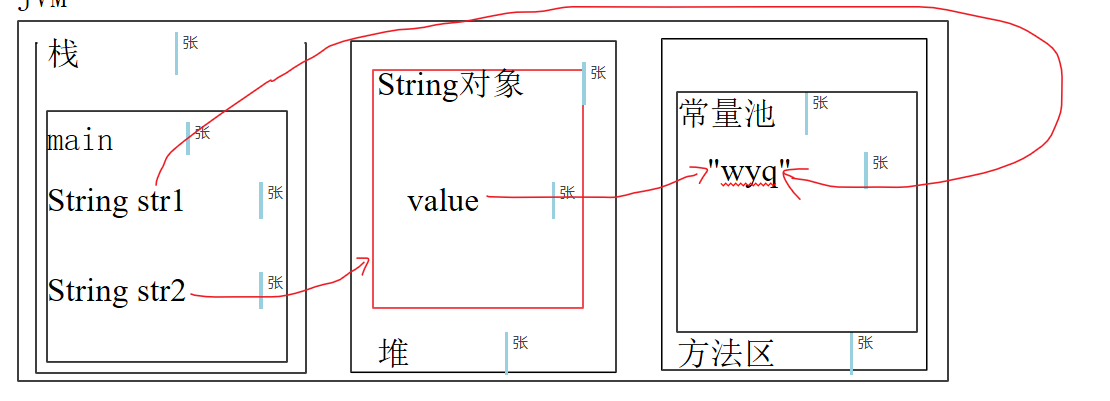 JVM
栈 张
main 张
String str1 张
String str2 张
String对象 张
value 张
堆 张
常量池 张
"wyq" 张
方法区 张